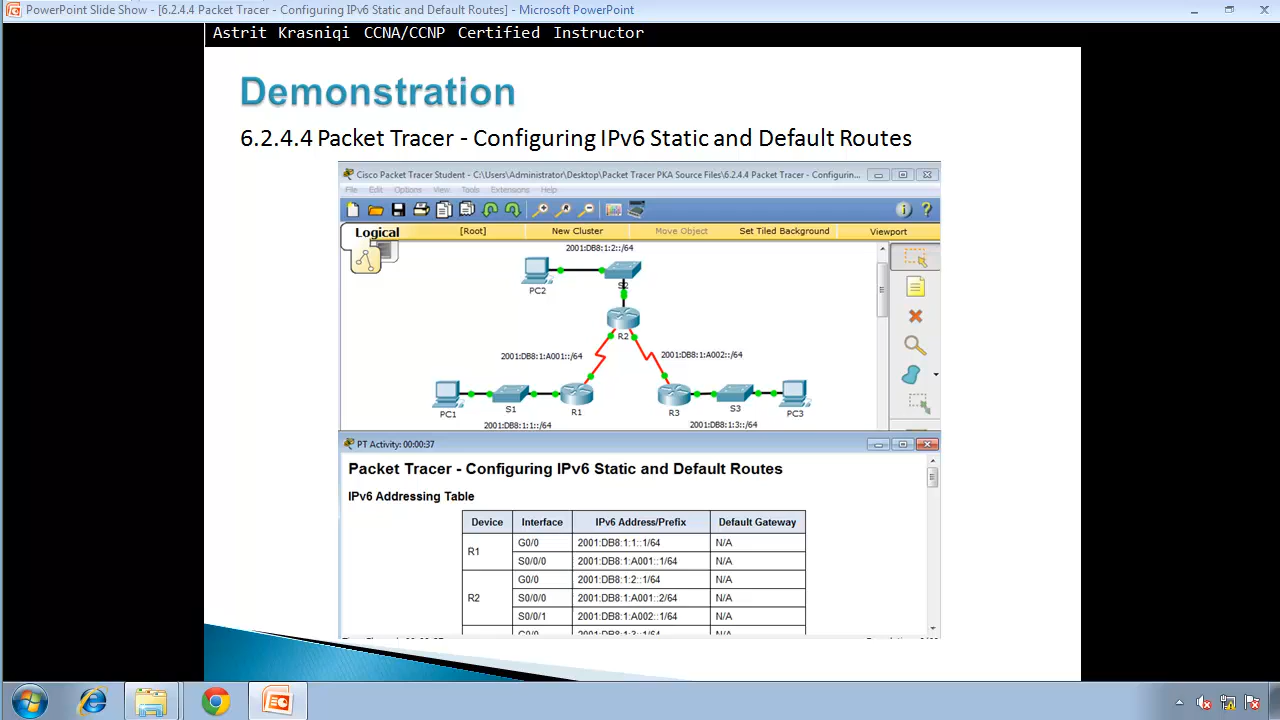 PowerPoint Slide Show - [6.2.4.4 Packet Tracer - Configuring IPv6 Static and Default Routes] - Microsoft PowerPoint
Astrit Krasniqi CCNA/CCNP Certified Instructor
Demonstration
6.2.4.4 Packet Tracer - Configuring IPv6 Static and Default Routes
Cisco Packet Tracer Student - C:\Users\Administrator\Desktop\Packet Tracer PKA Source Files\6.2.4.4 Packet Tracer - Configurin...
File Edit Options View Tools Extensions Help
Logical [Root] New Cluster Move Object Set Tiled Background Viewport
2001:DB8:1:2::/64
PC2 S2
R2
2001:DB8:1:A001::/64 2001:DB8:1:A002::/64
PC1 S1 R1 R3 S3 PC3
2001:DB8:1:1::/64 2001:DB8:1:3::/64
PT Activity: 00:00:37
Packet Tracer - Configuring IPv6 Static and Default Routes
IPv6 Addressing Table
Device Interface IPv6 Address/Prefix Default Gateway
R1 G0/0 2001:DB8:1:1::1/64 N/A
S0/0/0 2001:DB8:1:A001::1/64 N/A
R2 G0/0 2001:DB8:1:2::1/64 N/A
S0/0/0 2001:DB8:1:A001::2/64 N/A
S0/0/1 2001:DB8:1:A002::1/64 N/A
G0/0 2001:DB8:1:3::1/64 N/A